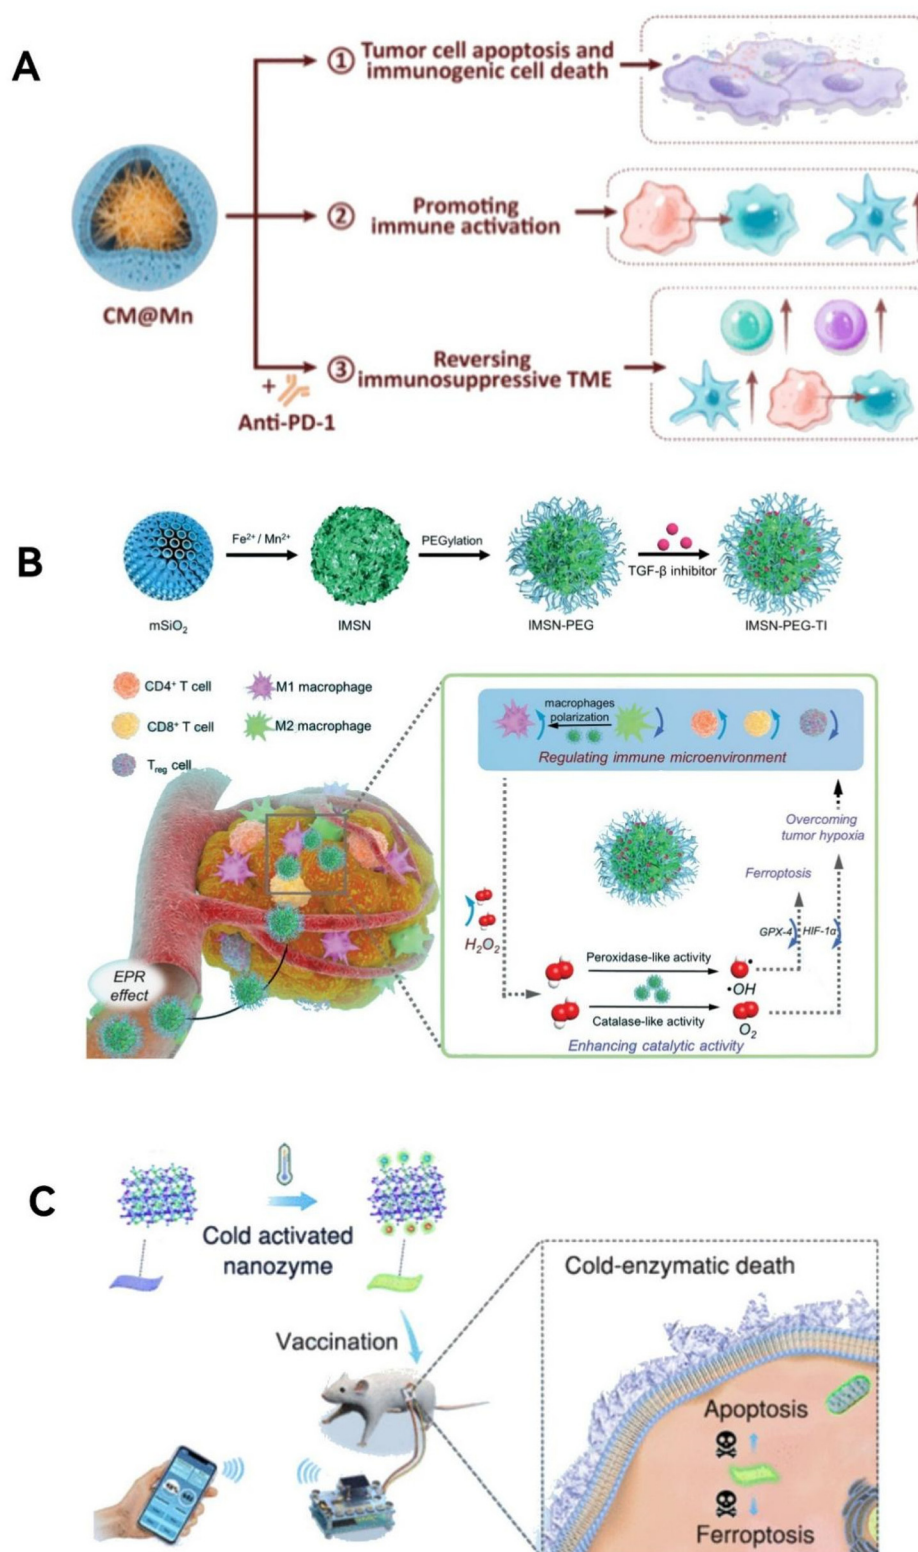 A
① Tumor cell apoptosis and
immunogenic cell death
② Promoting
immune activation
CM@Mn
③ Reversing
immunosuppressive TME
+
Anti-PD-1
B
Fe²⁺ / Mn²⁺
PEGylation
TGF-β inhibitor
mSiO₂
IMSN
IMSN-PEG
IMSN-PEG-TI
CD4⁺ T cell
M1 macrophage
CD8⁺ T cell
M2 macrophage
Treg cell
macrophages
polarization
Regulating immune microenvironment
Overcoming
tumor hypoxia
Ferroptosis
H₂O₂
GPX-4
HIF-1α
Peroxidase-like activity
•OH
Catalase-like activity
O₂
Enhancing catalytic activity
EPR
effect
C
Cold activated
nanozyme
Vaccination
Cold-enzymatic death
Apoptosis
Ferroptosis